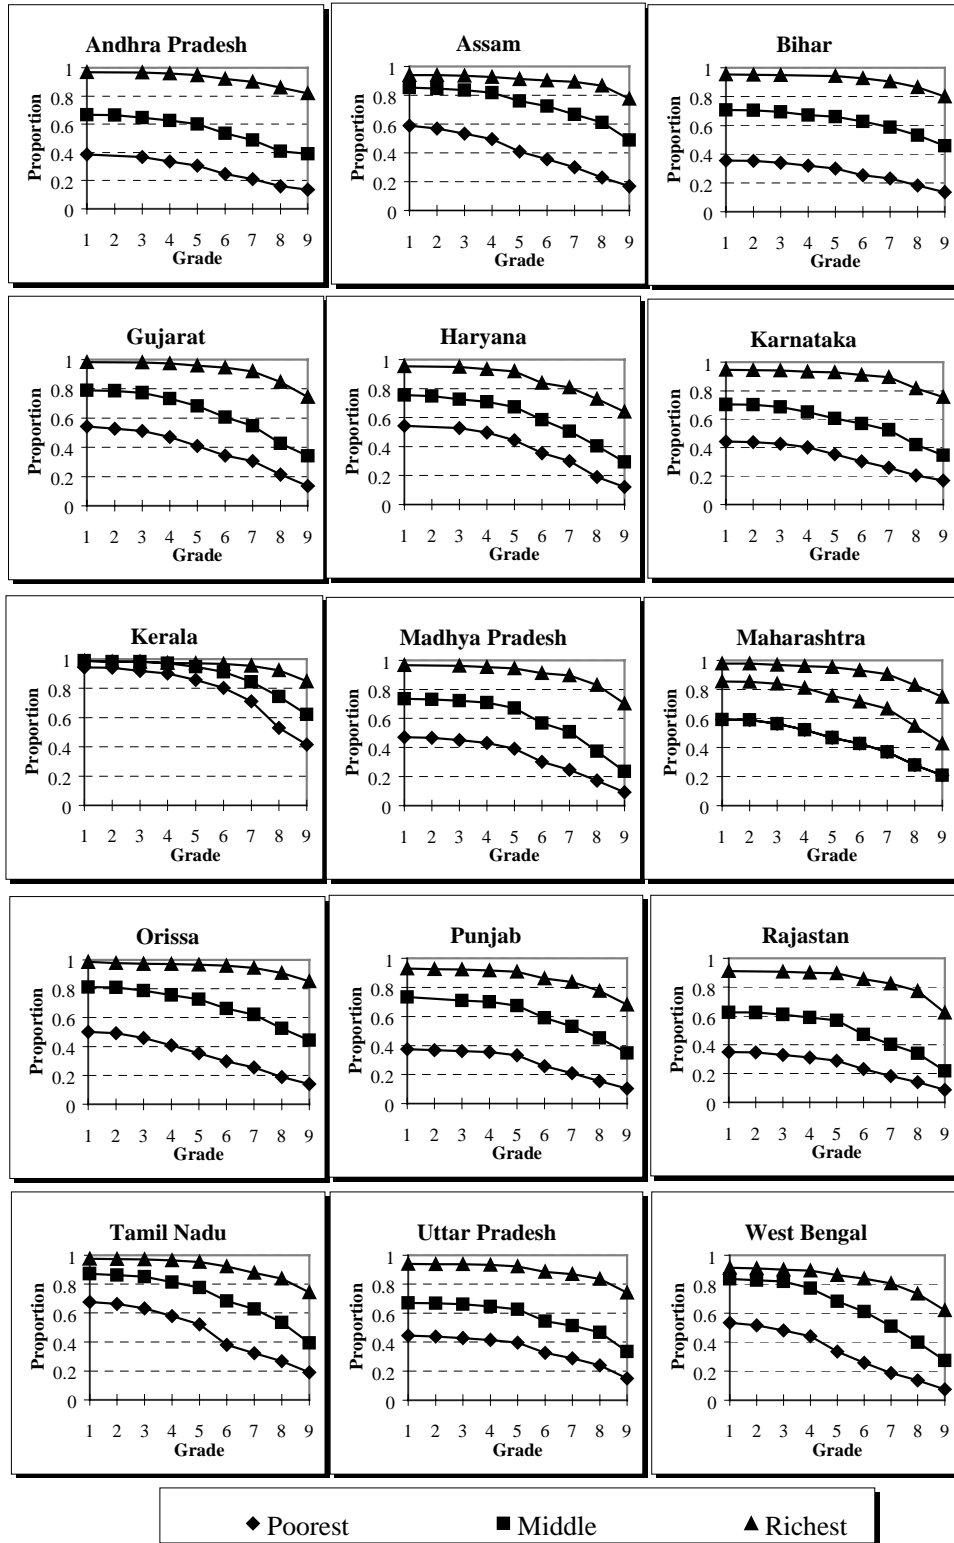 Andhra Pradesh
Proportion
1
0.8
0.6
0.4
0.2
0
1 2 3 4 5 6 7 8 9
Grade
Assam
Proportion
1
0.8
0.6
0.4
0.2
0
1 2 3 4 5 6 7 8 9
Grade
Bihar
Proportion
1
0.8
0.6
0.4
0.2
0
1 2 3 4 5 6 7 8 9
Grade
Gujarat
Proportion
1
0.8
0.6
0.4
0.2
0
1 2 3 4 5 6 7 8 9
Grade
Haryana
Proportion
1
0.8
0.6
0.4
0.2
0
1 2 3 4 5 6 7 8 9
Grade
Karnataka
Proportion
1
0.8
0.6
0.4
0.2
0
1 2 3 4 5 6 7 8 9
Grade
Kerala
Proportion
1
0.8
0.6
0.4
0.2
0
1 2 3 4 5 6 7 8 9
Grade
Madhya Pradesh
Proportion
1
0.8
0.6
0.4
0.2
0
1 2 3 4 5 6 7 8 9
Grade
Maharashtra
Proportion
1
0.8
0.6
0.4
0.2
0
1 2 3 4 5 6 7 8 9
Grade
Orissa
Proportion
1
0.8
0.6
0.4
0.2
0
1 2 3 4 5 6 7 8 9
Grade
Punjab
Proportion
1
0.8
0.6
0.4
0.2
0
1 2 3 4 5 6 7 8 9
Grade
Rajastan
Proportion
1
0.8
0.6
0.4
0.2
0
1 2 3 4 5 6 7 8 9
Grade
Tamil Nadu
Proportion
1
0.8
0.6
0.4
0.2
0
1 2 3 4 5 6 7 8 9
Grade
Uttar Pradesh
Proportion
1
0.8
0.6
0.4
0.2
0
1 2 3 4 5 6 7 8 9
Grade
West Bengal
Proportion
1
0.8
0.6
0.4
0.2
0
1 2 3 4 5 6 7 8 9
Grade
Poorest Middle Richest